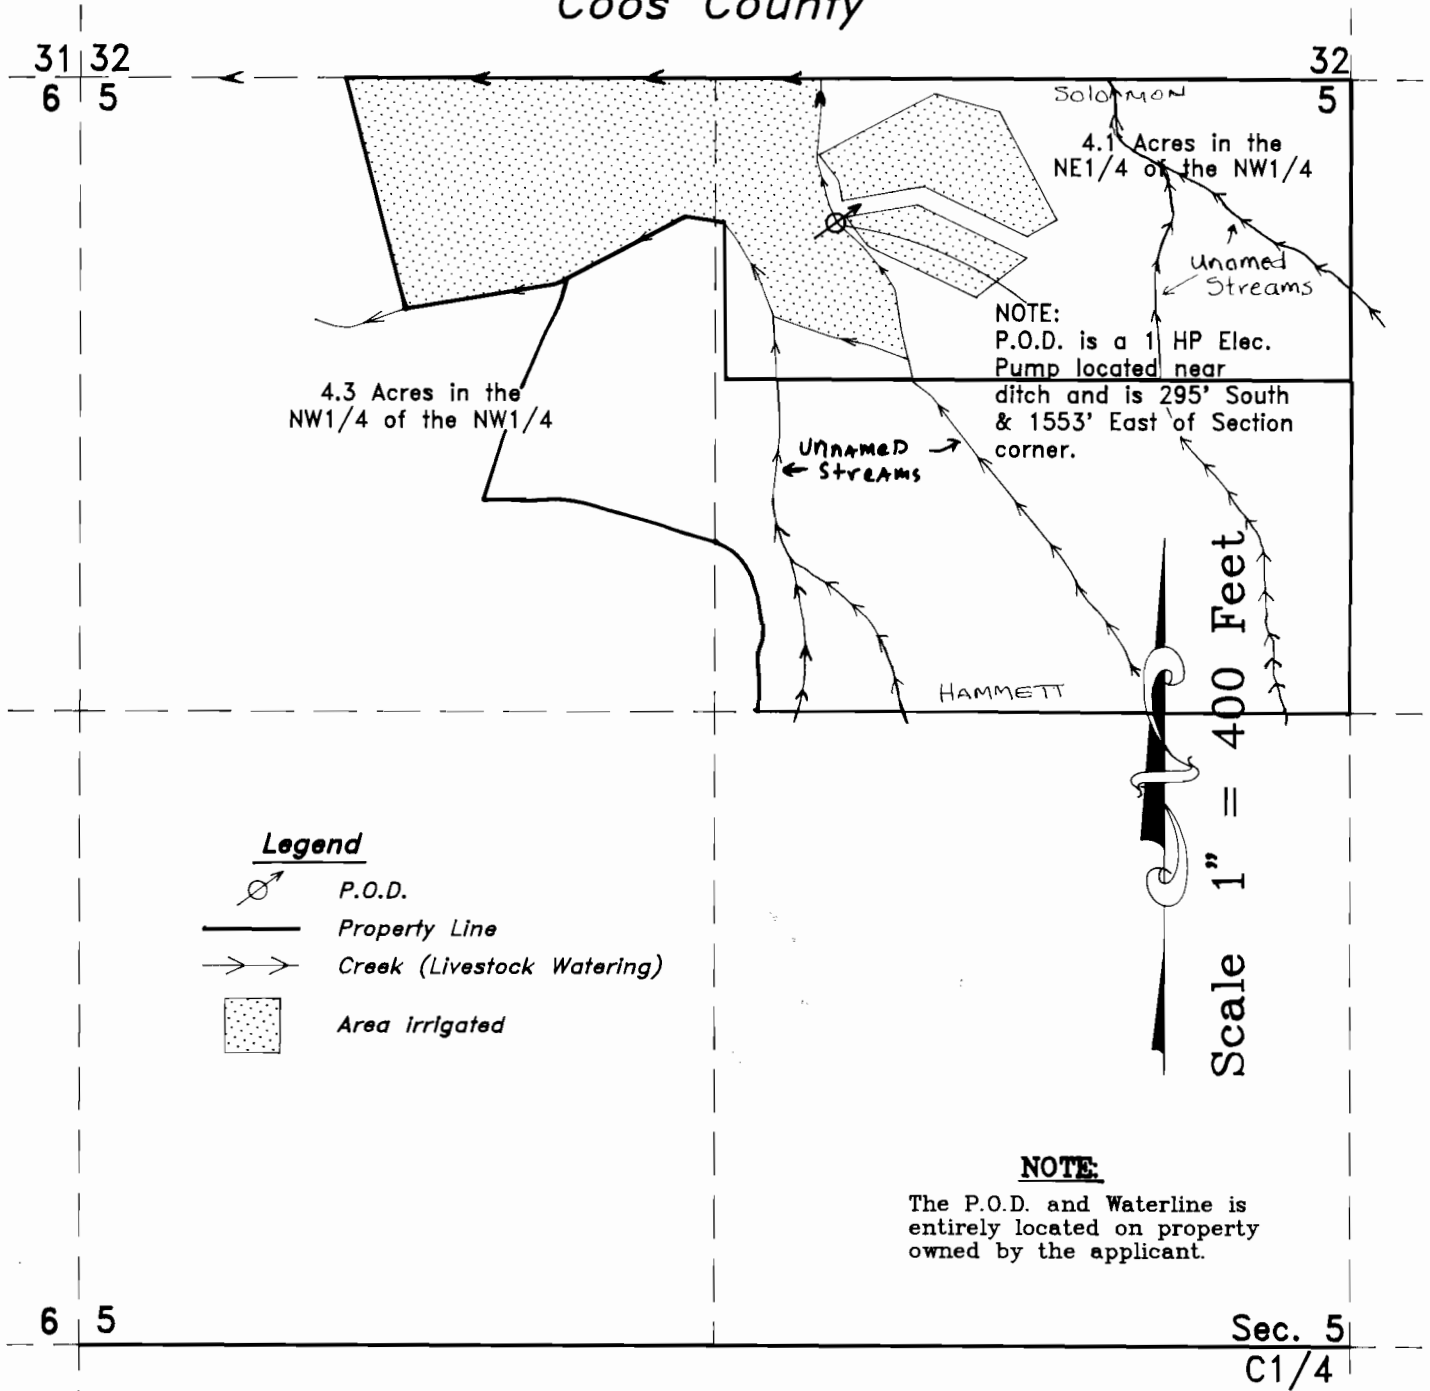 Coos County
31 32
32
6 5
5
SOLOMON
4.1 Acres in the
NE1/4 of the NW1/4
Unamed
Streams
NOTE:
P.O.D. is a 1 HP Elec.
Pump located near
ditch and is 295' South
& 1553' East of Section
corner.
4.3 Acres in the
NW1/4 of the NW1/4
UnnAmeD
StreAms
HAMMETT
Scale 1" = 400 Feet
Legend
P.O.D.
Property Line
Creek (Livestock Watering)
Area irrigated
NOTE:
The P.O.D. and Waterline is
entirely located on property
owned by the applicant.
6 5
Sec. 5
C1/4